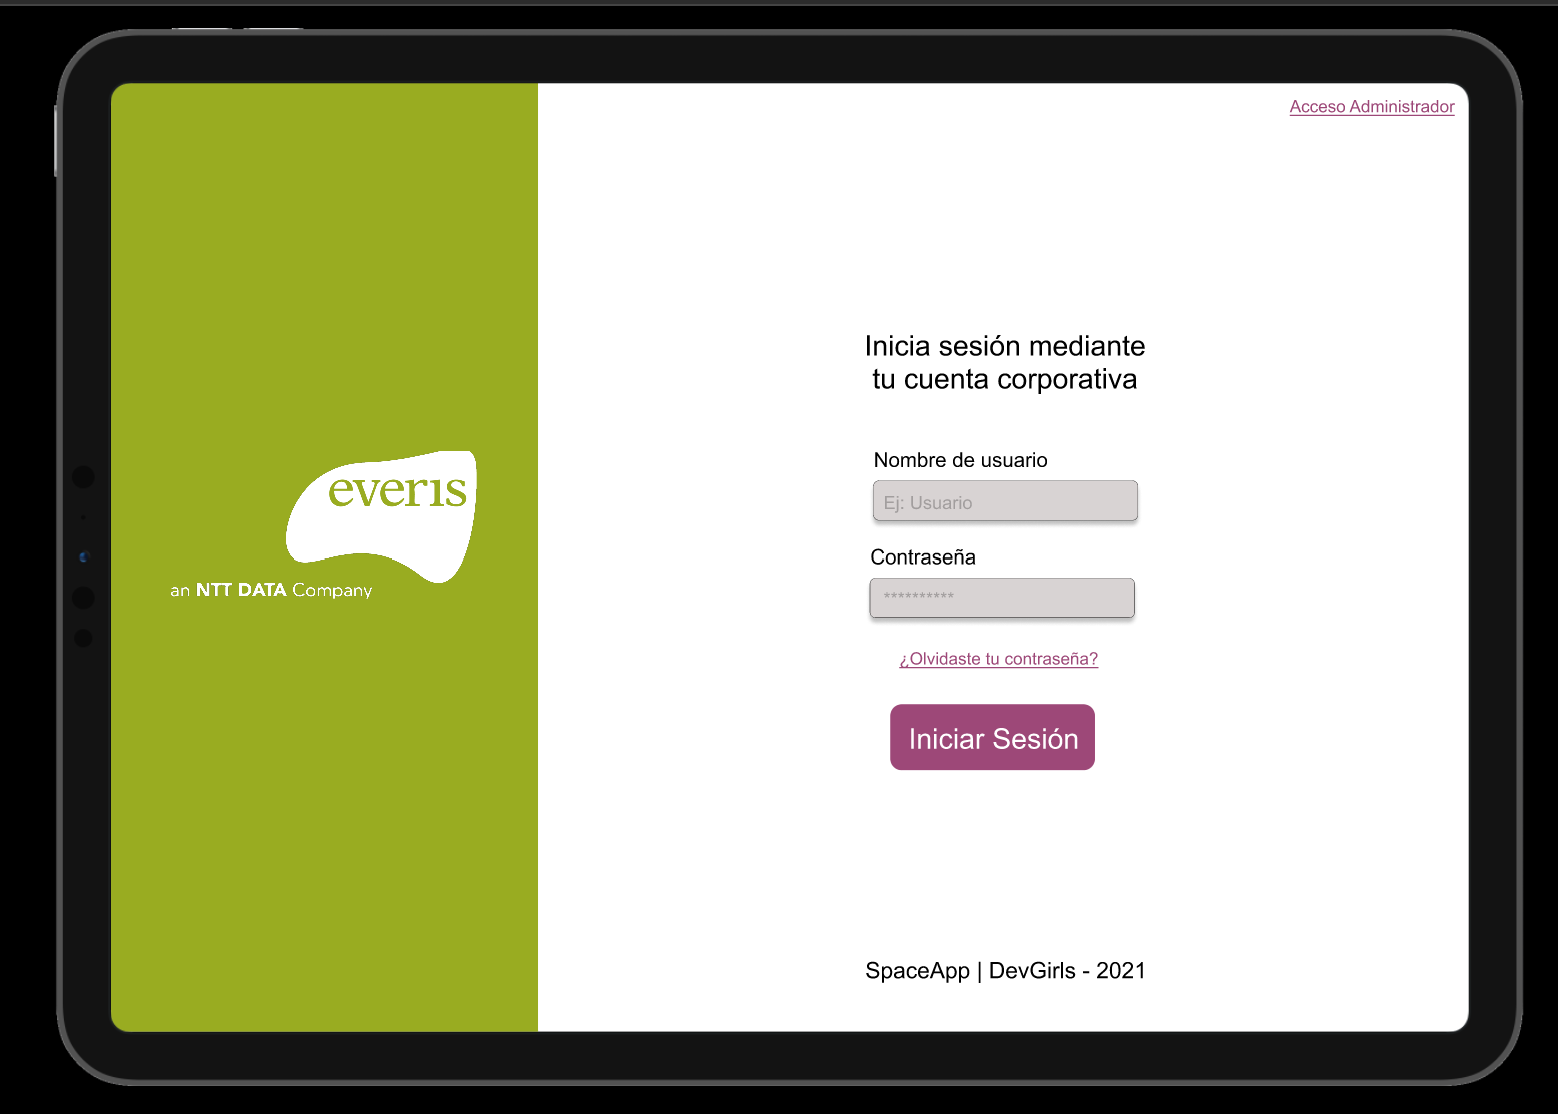 Acceso Administrador
everis
an NTT DATA Company
Inicia sesión mediante
tu cuenta corporativa
Nombre de usuario
Ej: Usuario
Contraseña
**********
¿Olvidaste tu contraseña?
Iniciar Sesión
SpaceApp | DevGirls - 2021